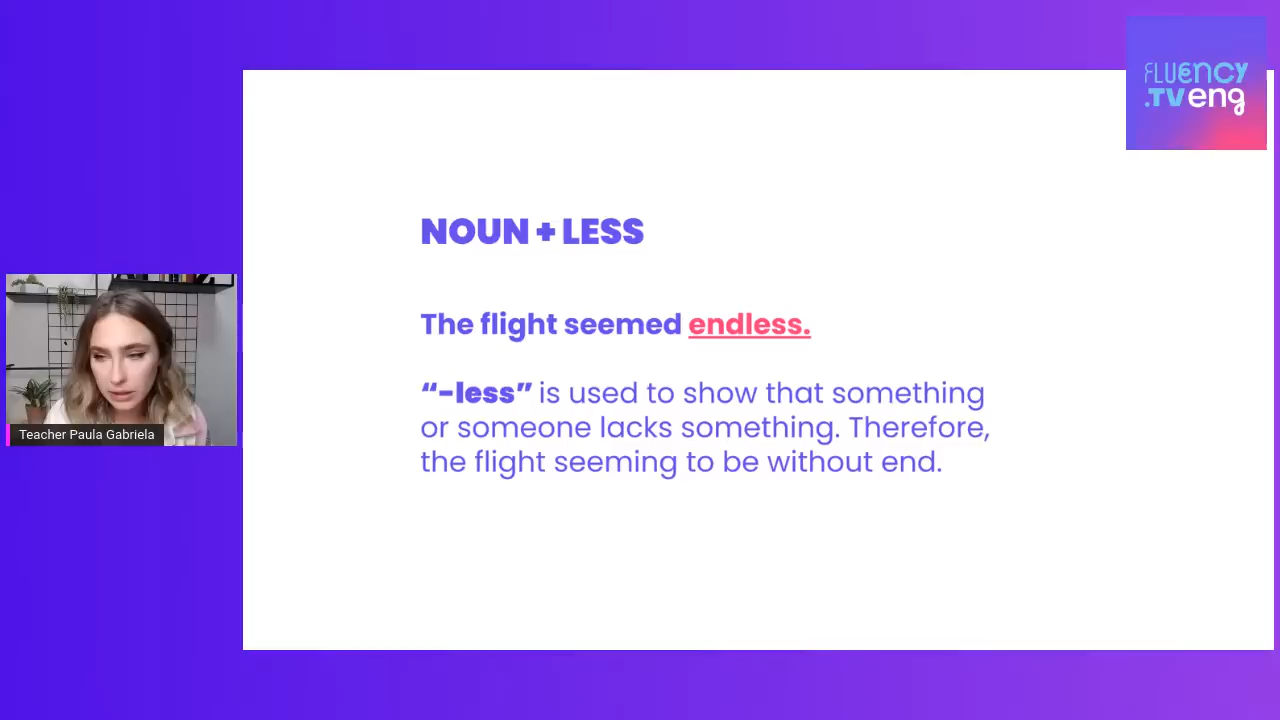 FLUENCY
.TV eng
NOUN + LESS
The flight seemed endless.
“-less” is used to show that something
or someone lacks something. Therefore,
the flight seeming to be without end.
Teacher Paula Gabriela